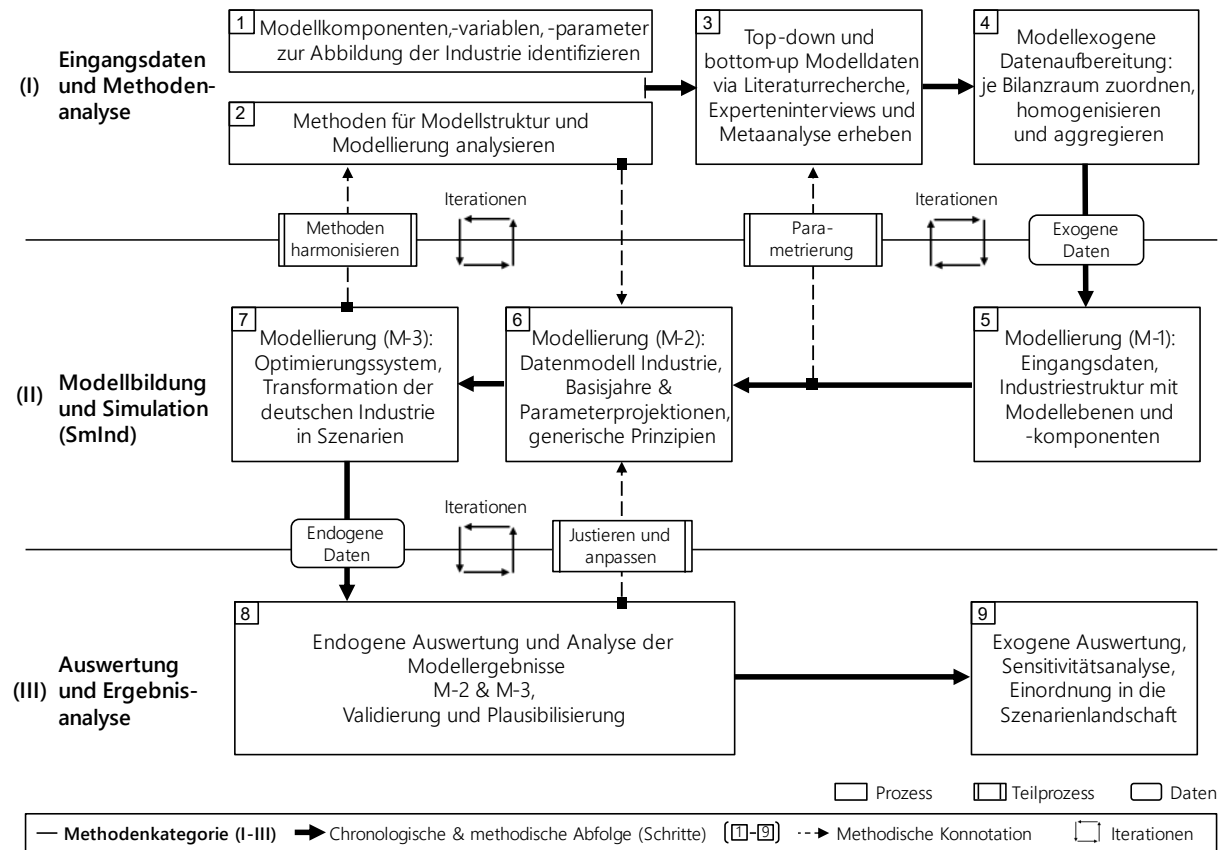 (I) Eingangsdaten
und Methoden-
analyse
1
Modellkomponenten,-variablen, -parameter
zur Abbildung der Industrie identifizieren
2
Methoden für Modellstruktur und
Modellierung analysieren
3
Top-down und
bottom-up Modelldaten
via Literaturrecherche,
Experteninterviews und
Metaanalyse erheben
4
Modellexogene
Datenaufbereitung:
je Bilanzraum zuordnen,
homogenisieren
und aggregieren
Methoden
harmonisieren
Iterationen
Para-
metrierung
Iterationen
Exogene
Daten
(II) Modellbildung
und Simulation
(SmInd)
7
Modellierung (M-3):
Optimierungssystem,
Transformation der
deutschen Industrie
in Szenarien
6
Modellierung (M-2):
Datenmodell Industrie,
Basisjahre &
Parameterprojektionen,
generische Prinzipien
5
Modellierung (M-1):
Eingangsdaten,
Industriestruktur mit
Modellebenen und
-komponenten
Endogene
Daten
Iterationen
Justieren und
anpassen
(III) Auswertung
und Ergebnis-
analyse
8
Endogene Auswertung und Analyse der
Modellergebnisse
M-2 & M-3,
Validierung und Plausibilisierung
9
Exogene Auswertung,
Sensitivitätsanalyse,
Einordnung in die
Szenarienlandschaft
Prozess Teilprozess Daten
Methodenkategorie (I-III) Chronologische & methodische Abfolge (Schritte) (1-9) Methodische Konnotation Iterationen